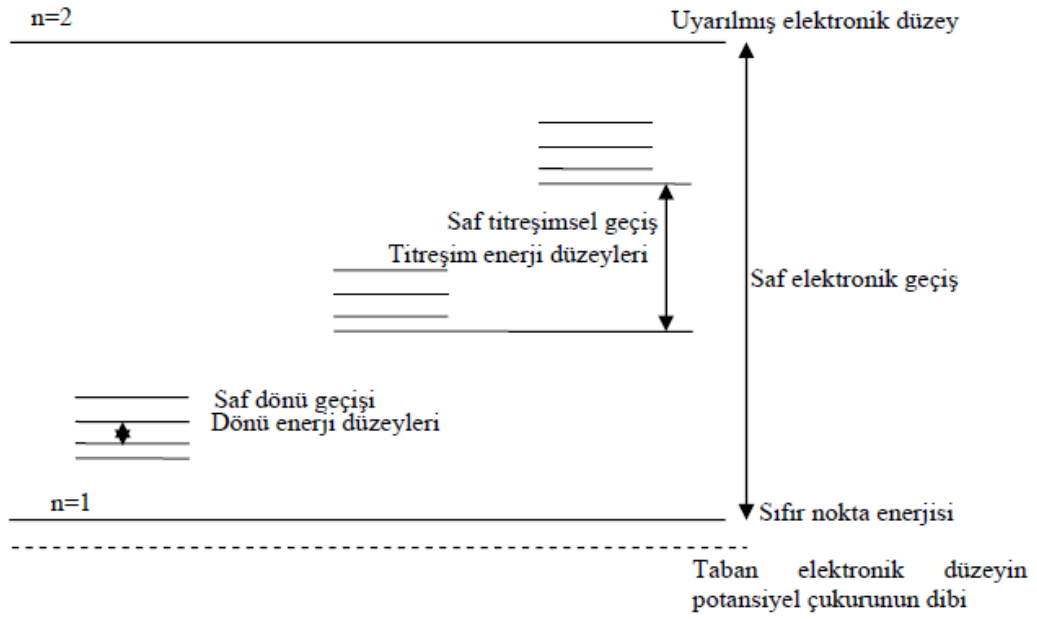 n=2
Uyarılmış elektronik düzey
Saf titreşimsel geçiş
Titreşim enerji düzeyleri
Saf elektronik geçiş
Saf dönü geçişi
Dönü enerji düzeyleri
n=1
Sıfır nokta enerjisi
Taban elektronik düzeyin
potansiyel çukurunun dibi